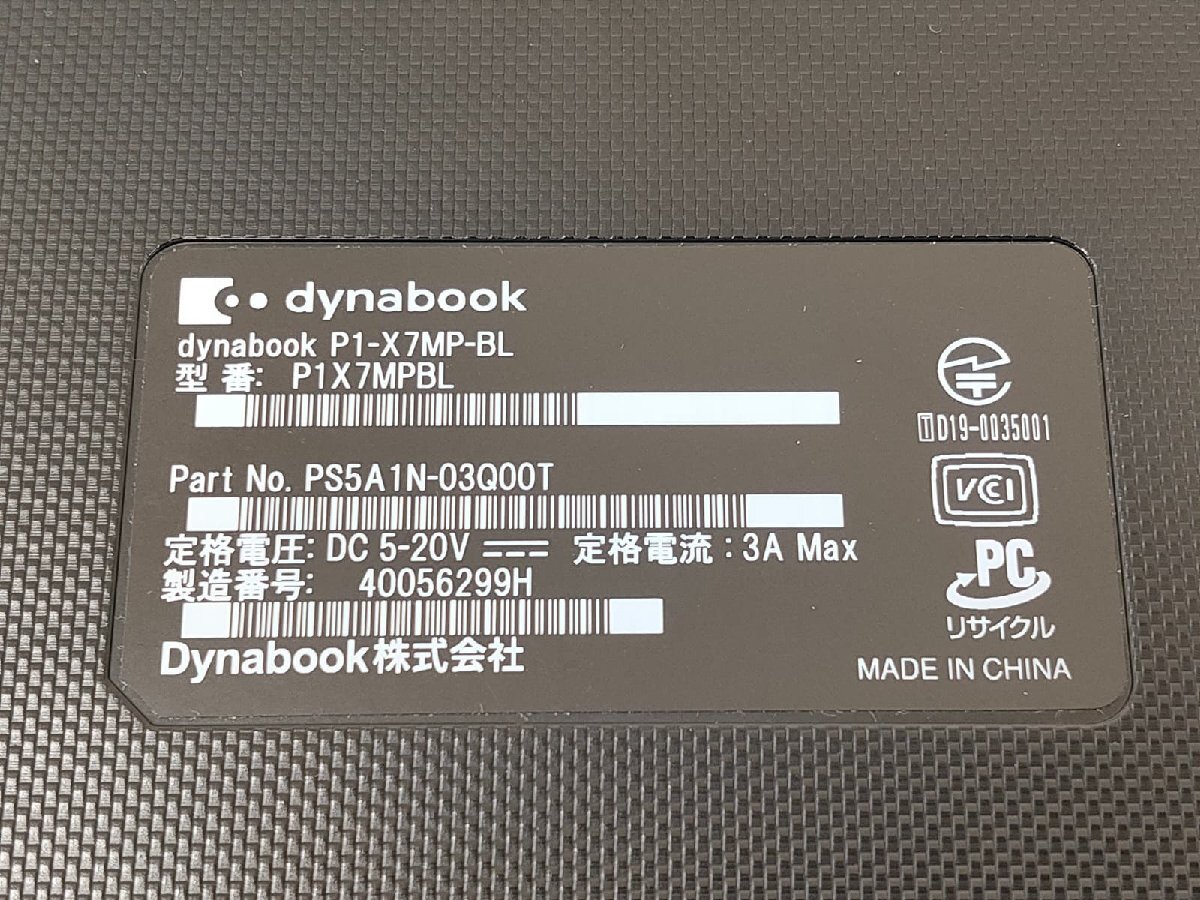 dynabook
dynabook P1-X7MP-BL
型番: P1X7MPBL
Part No. PS5A1N-03Q00T
定格電圧: DC 5-20V 定格電流: 3A Max
製造番号: 40056299H
Dynabook株式会社
T D19-0035001
VCI
PC
リサイクル
MADE IN CHINA